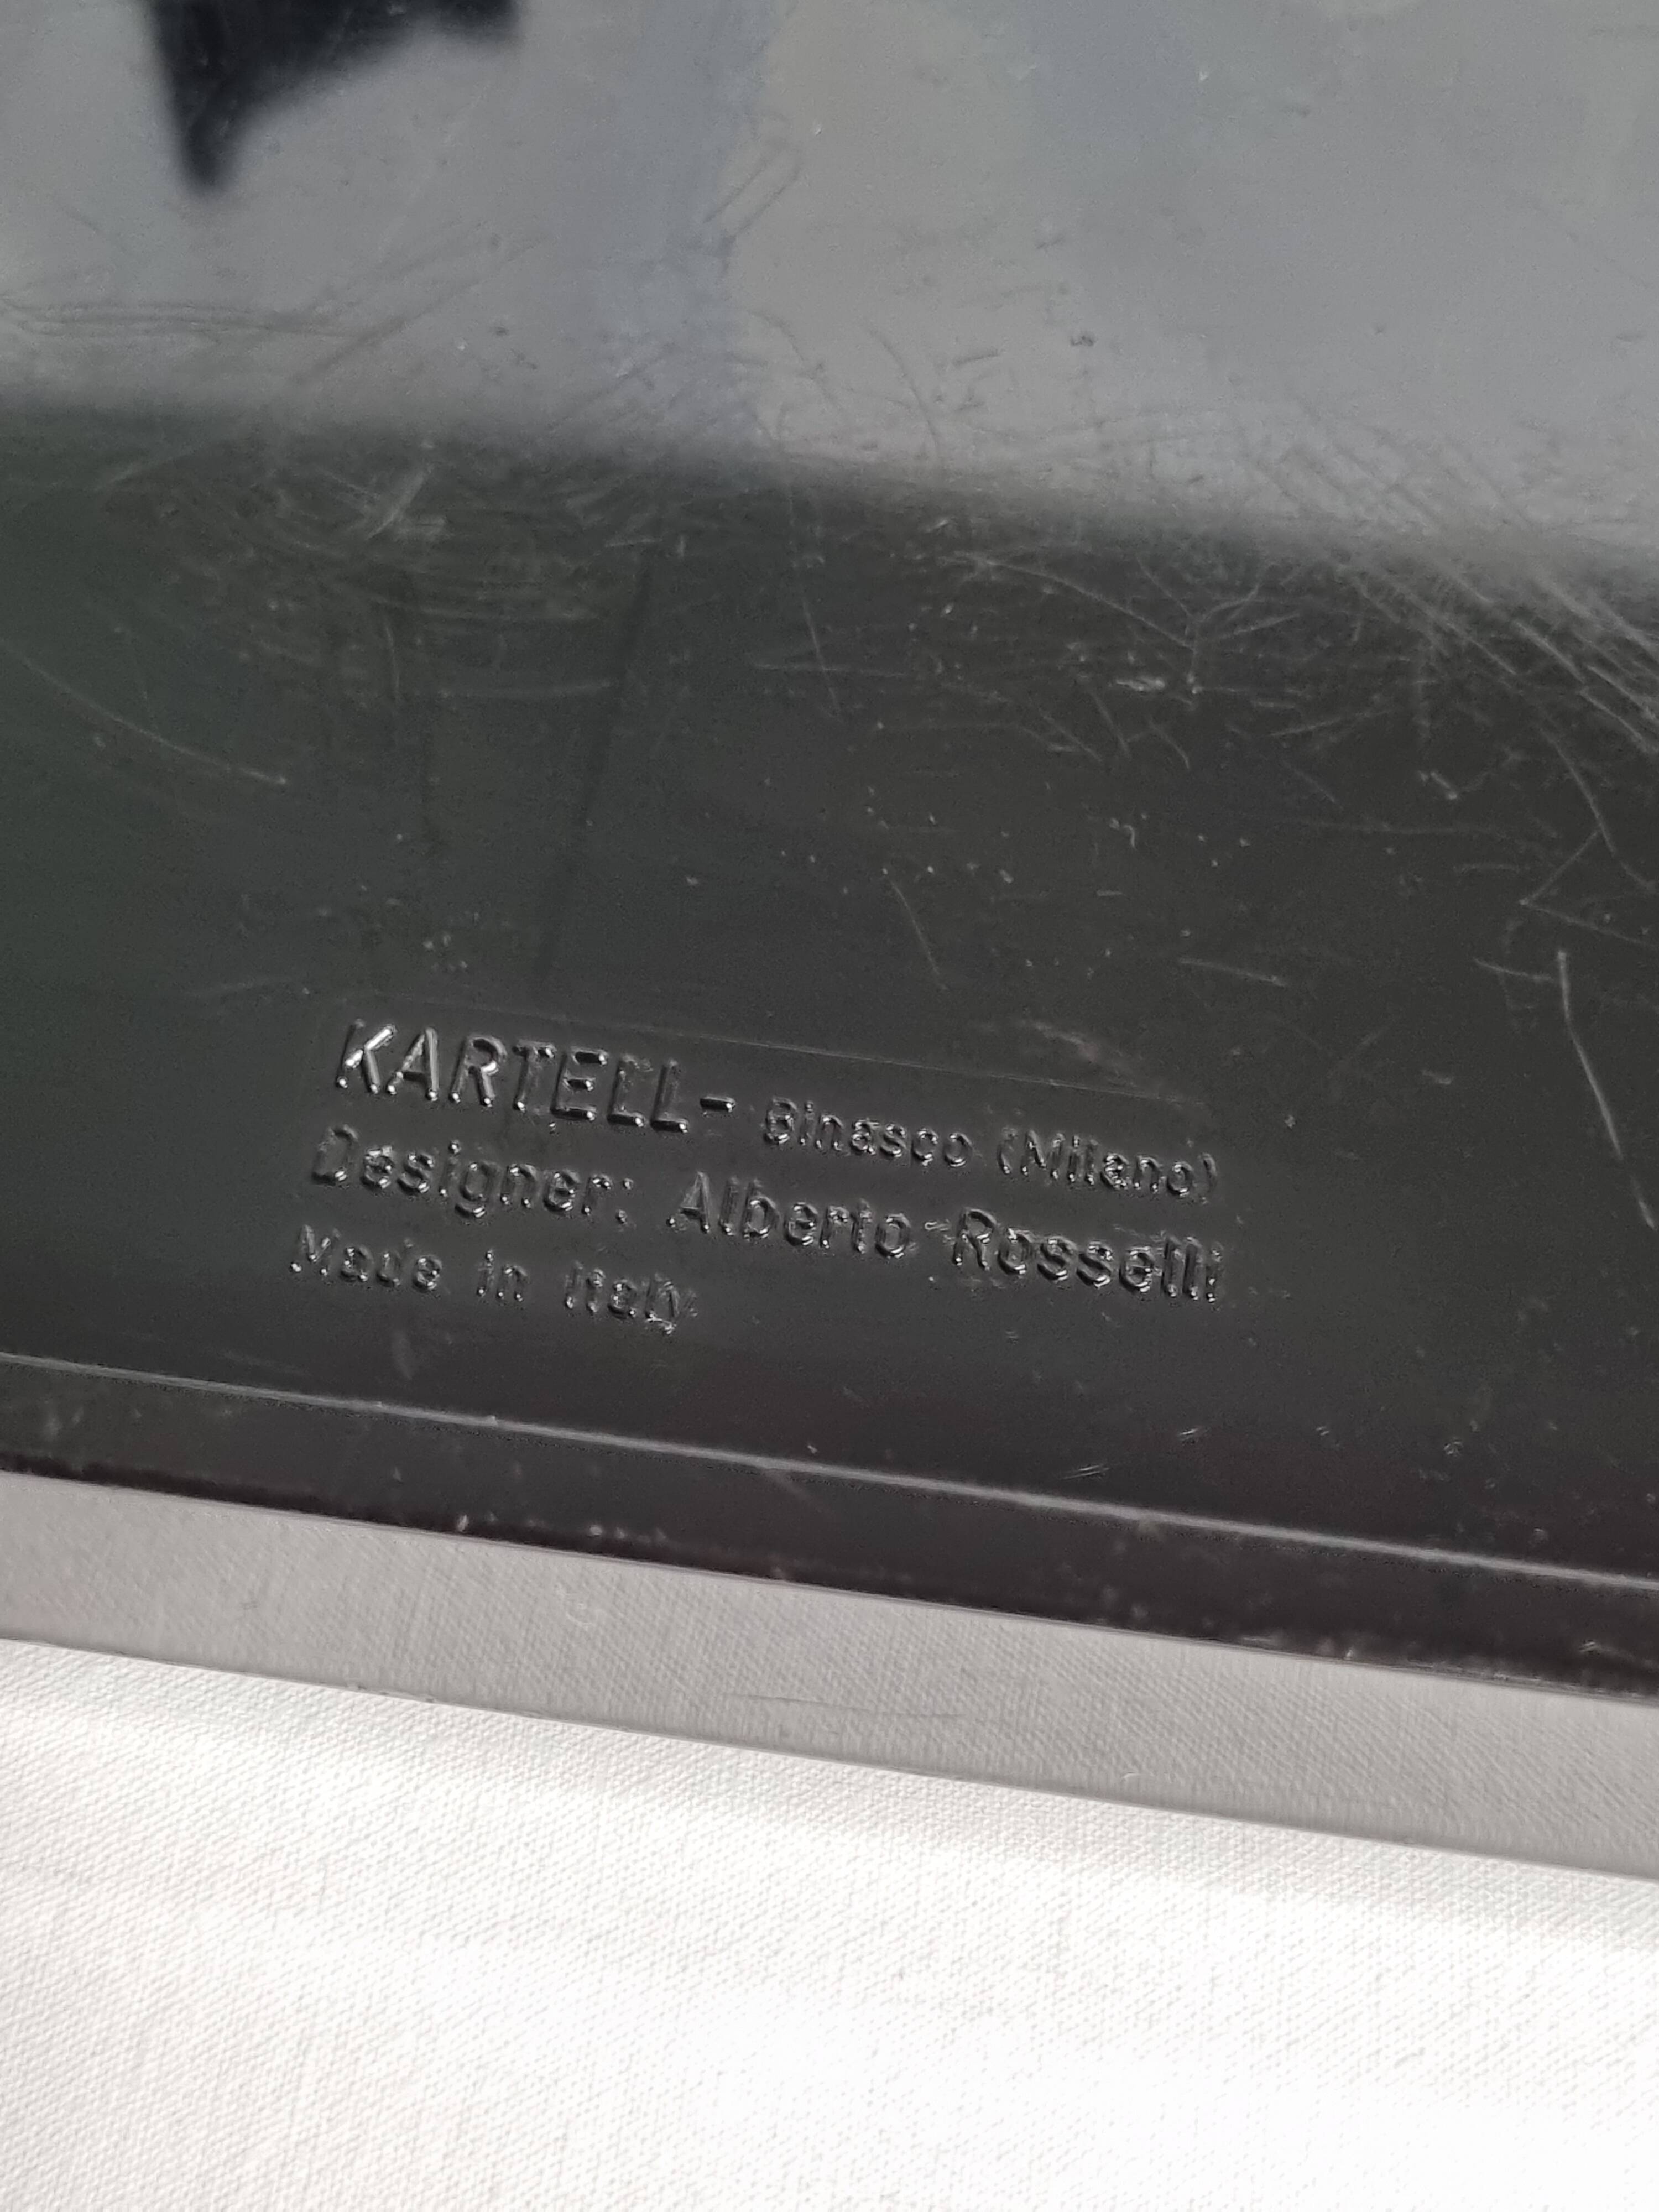 KARTELL- Binasco (Milano)
Designer: Alberto Rosselli
Made in Italy